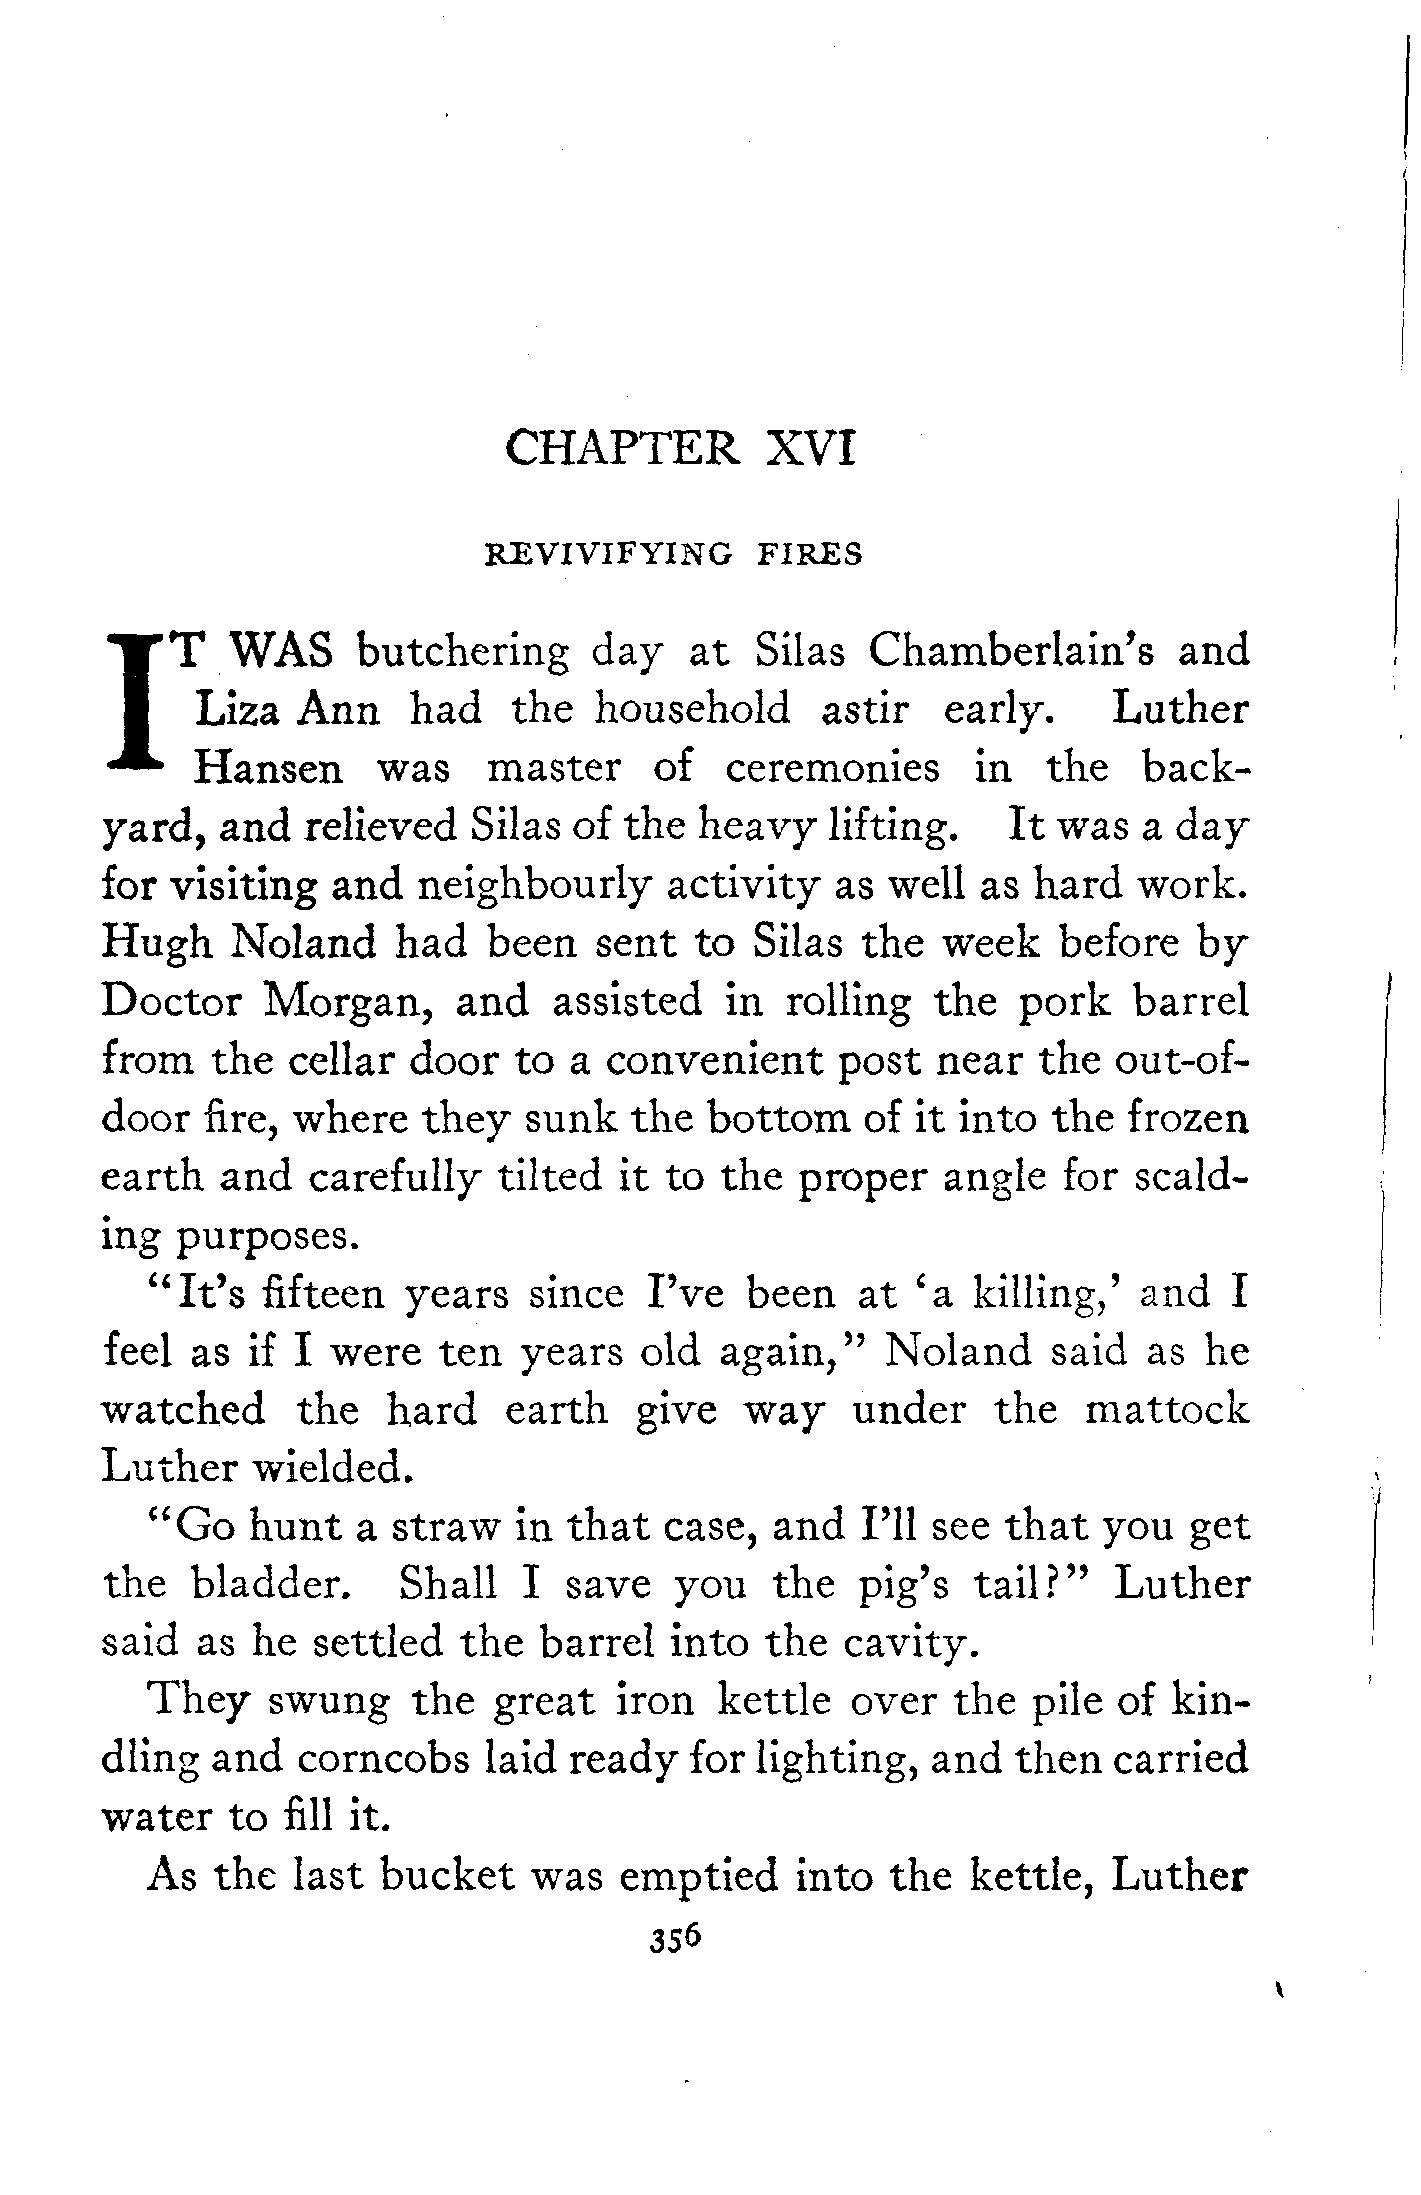 CHAPTER XVI
REVIVIFYING FIRES
IT WAS butchering day at Silas Chamberlain's and
Liza Ann had the household astir early. Luther
Hansen was master of ceremonies in the back-
yard, and relieved Silas of the heavy lifting. It was a day
for visiting and neighbourly activity as well as hard work.
Hugh Noland had been sent to Silas the week before by
Doctor Morgan, and assisted in rolling the pork barrel
from the cellar door to a convenient post near the out-of-
door fire, where they sunk the bottom of it into the frozen
earth and carefully tilted it to the proper angle for scald-
ing purposes.
"It's fifteen years since I've been at 'a killing,' and I
feel as if I were ten years old again," Noland said as he
watched the hard earth give way under the mattock
Luther wielded.
"Go hunt a straw in that case, and I'll see that you get
the bladder. Shall I save you the pig's tail?" Luther
said as he settled the barrel into the cavity.
They swung the great iron kettle over the pile of kin-
dling and corncobs laid ready for lighting, and then carried
water to fill it.
As the last bucket was emptied into the kettle, Luther
356